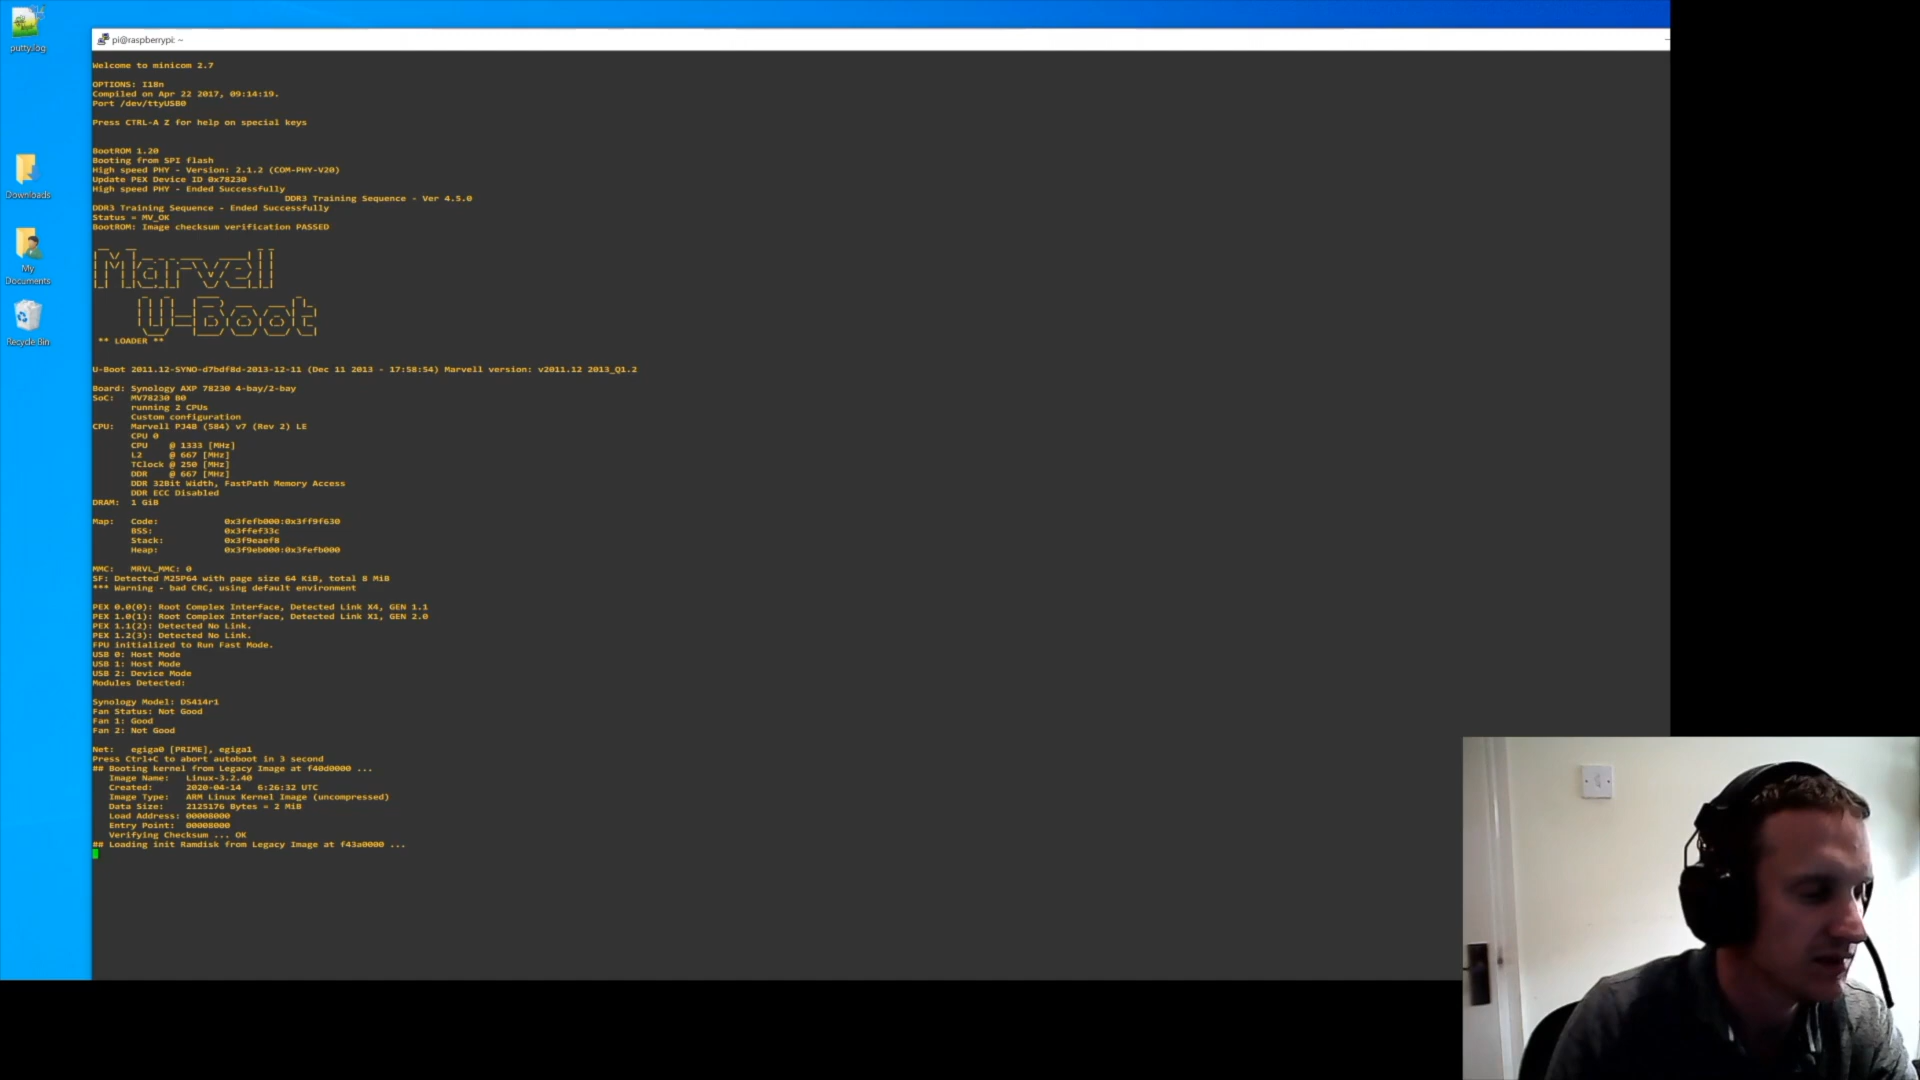 putty.log
Downloads
My
Documents
Recycle Bin
pi@raspberrypi: ~
Welcome to minicom 2.7
OPTIONS: I18n
Compiled on Apr 22 2017, 09:14:19.
Port /dev/ttyUSB0
Press CTRL-A Z for help on special keys
BootROM 1.20
Booting from SPI flash
High speed PHY - Version: 2.1.2 (COM-PHY-V20)
Update PEX Device ID 0x78230
High speed PHY - Ended Successfully
DDR3 Training Sequence - Ver 4.5.0
DDR3 Training Sequence - Ended Successfully
Status = MV_OK
BootROM: Image checksum verification PASSED
Marvell
U-Boot
** LOADER **
U-Boot 2011.12-SYNO-d7bdf8d-2013-12-11 (Dec 11 2013 - 17:58:54) Marvell version: v2011.12 2013_Q1.2
Board: Synology AXP 78230 4-bay/2-bay
SoC: MV78230 B0
running 2 CPUs
Custom configuration
CPU: Marvell PJ4B (584) v7 (Rev 2) LE
CPU 0
CPU @ 1333 [MHz]
L2 @ 667 [MHz]
TClock @ 250 [MHz]
DDR @ 667 [MHz]
DDR 32Bit Width, FastPath Memory Access
DDR ECC Disabled
DRAM: 1 GiB
Map: Code: 0x3fefb000:0x3ff9f630
BSS: 0x3ffef33c
Stack: 0x3f9eaef8
Heap: 0x3f9eb000:0x3fefb000
MMC: MRVL_MMC: 0
SF: Detected M25P64 with page size 64 KiB, total 8 MiB
*** Warning - bad CRC, using default environment
PEX 0.0(0): Root Complex Interface, Detected Link X4, GEN 1.1
PEX 1.0(1): Root Complex Interface, Detected Link X1, GEN 2.0
PEX 1.1(2): Detected No Link.
PEX 1.2(3): Detected No Link.
FPU initialized to Run Fast Mode.
USB 0: Host Mode
USB 1: Host Mode
USB 2: Device Mode
Modules Detected:
Synology Model: DS414r1
Fan Status: Not Good
Fan 1: Good
Fan 2: Not Good
Net: egiga0 [PRIME], egiga1
Press Ctrl+C to abort autoboot in 3 second
## Booting kernel from Legacy Image at f40d0000 ...
Image Name: Linux-3.2.40
Created: 2020-04-14 6:26:32 UTC
Image Type: ARM Linux Kernel Image (uncompressed)
Data Size: 2125176 Bytes = 2 MiB
Load Address: 00008000
Entry Point: 00008000
Verifying Checksum ... OK
## Loading init Ramdisk from Legacy Image at f43a0000 ...